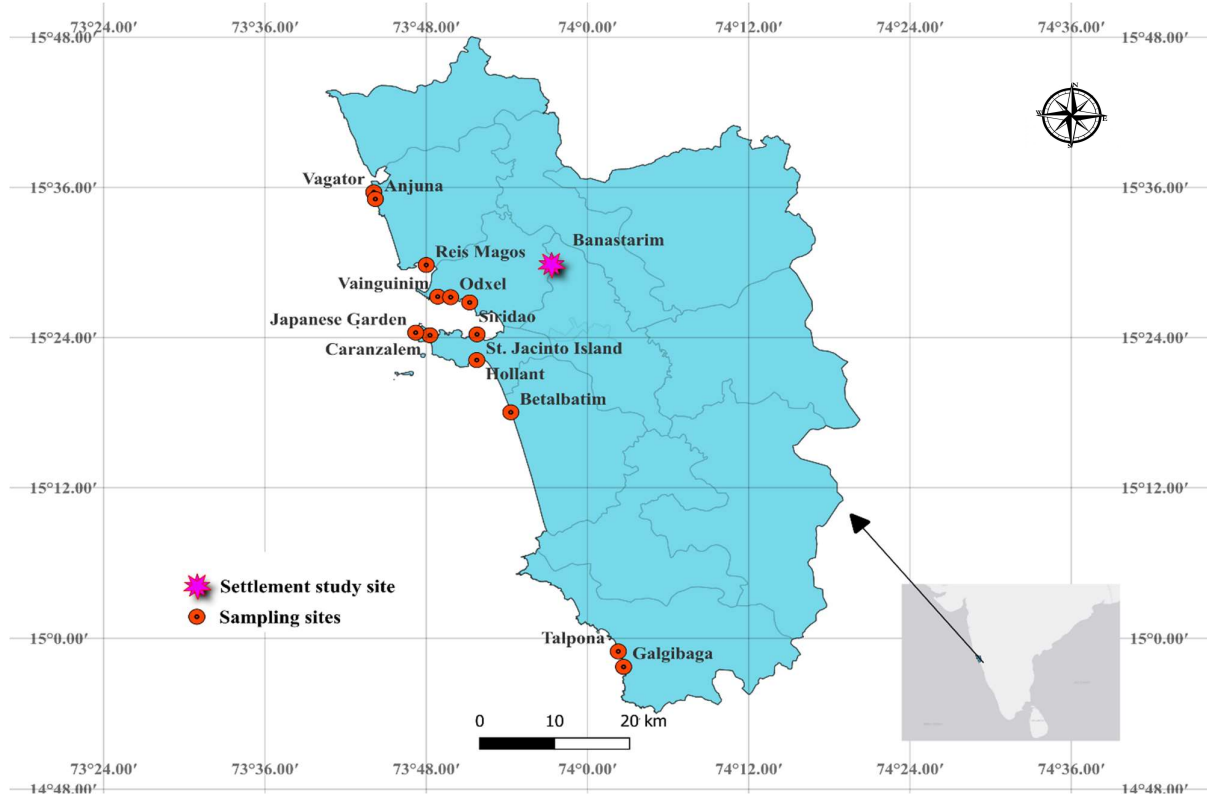 73°24.00′ 73°36.00′ 73°48.00′ 74°0.00′ 74°12.00′ 74°24.00′ 74°36.00′
15°48.00′ 15°48.00′
N
W E
S
Vagator
Anjuna
15°36.00′ 15°36.00′
Banastarim
Reis Magos
Vainguinim Odxel
Siridao
Japanese Garden
15°24.00′ 15°24.00′
Caranzalem
St. Jacinto Island
Hollant
Betalbatim
15°12.00′ 15°12.00′
Settlement study site
Sampling sites
15°0.00′ 15°0.00′
Talpona
Galgibaga
0 10 20 km
73°24.00′ 73°36.00′ 73°48.00′ 74°0.00′ 74°12.00′ 74°24.00′ 74°36.00′
14°48.00′ 14°48.00′